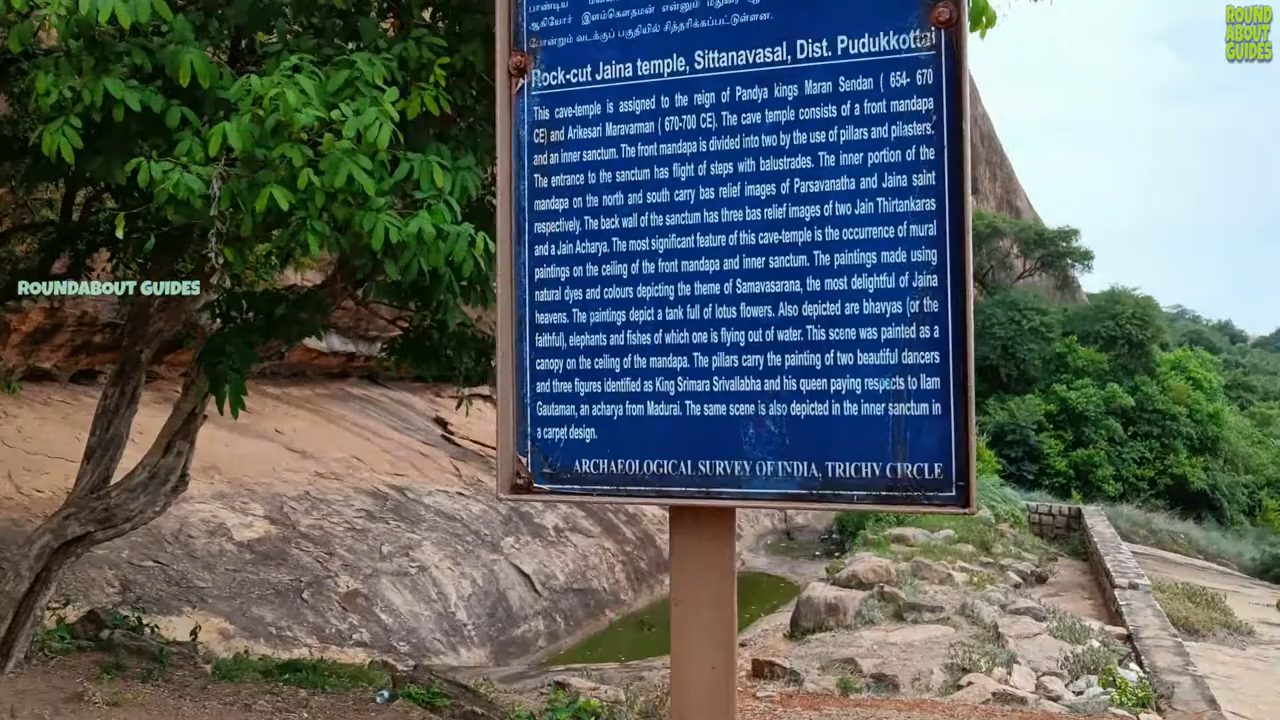 ஆகியோர் இளம்கௌதமன் என்னும் மதுரை
போன்றும் வடக்குப் பகுதியில் சித்தரிக்கப்பட்டுள்ளன.
Rock-cut Jaina temple, Sittanavasal, Dist. Pudukkottai
This cave-temple is assigned to the reign of Pandya kings Maran Sendan ( 654- 670
CE) and Arikesari Maravarman ( 670-700 CE). The cave temple consists of a front mandapa
and an inner sanctum. The front mandapa is divided into two by the use of pillars and pilasters.
The entrance to the sanctum has flight of steps with balustrades. The inner portion of the
mandapa on the north and south carry bas relief images of Parsavanatha and Jaina saint
respectively. The back wall of the sanctum has three bas relief images of two Jain Thirtankaras
and a Jain Acharya. The most significant feature of this cave-temple is the occurrence of mural
paintings on the ceiling of the front mandapa and inner sanctum. The paintings made using
natural dyes and colours depicting the theme of Samavasarana, the most delightful of Jaina
heavens. The paintings depict a tank full of lotus flowers. Also depicted are bhavyas (or the
faithful), elephants and fishes of which one is flying out of water. This scene was painted as a
canopy on the ceiling of the mandapa. The pillars carry the painting of two beautiful dancers
and three figures identified as King Srimara Srivallabha and his queen paying respects to Ilam
Gautaman, an acharya from Madurai. The same scene is also depicted in the inner sanctum in
a carpet design.
ARCHAEOLOGICAL SURVEY OF INDIA, TRICHY CIRCLE
ROUNDABOUT GUIDES
ROUND
ABOUT
GUIDES